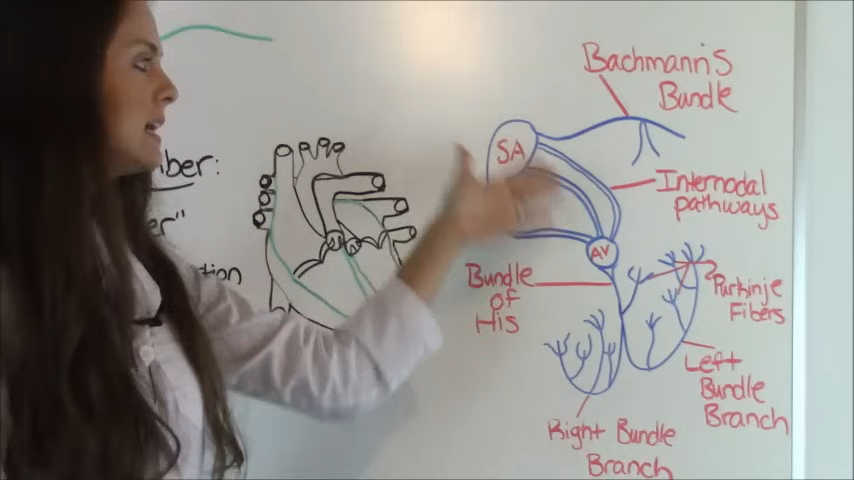 Bachmann's
Bundle
SA
Internodal
pathways
AV
Bundle
of
His
Purkinje
Fibers
Left
Bundle
Branch
Right Bundle
Branch